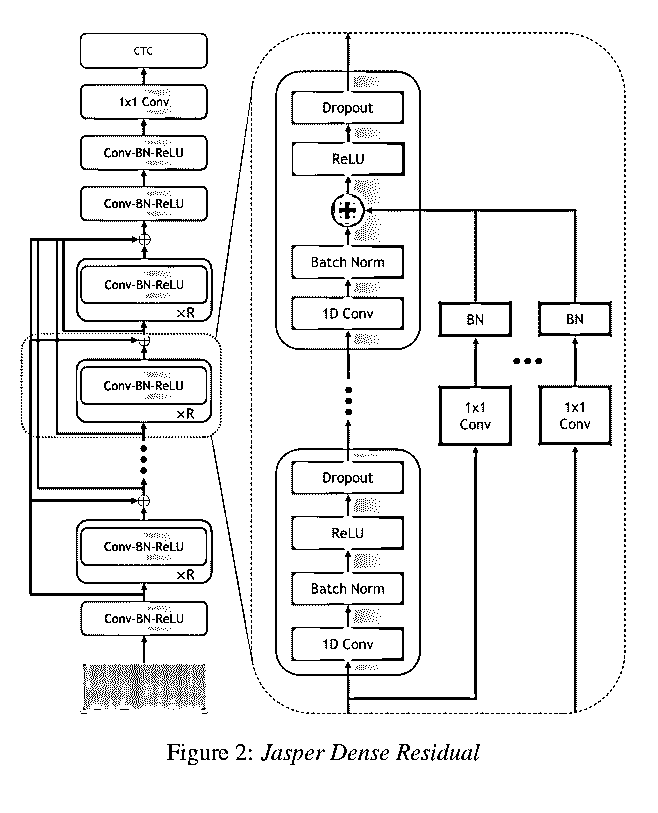 CTC
1x1 Conv
Conv-BN-ReLU
Conv-BN-ReLU
Conv-BN-ReLU
×R
Conv-BN-ReLU
×R
Conv-BN-ReLU
×R
Conv-BN-ReLU
Dropout
ReLU
Batch Norm
1D Conv
Dropout
ReLU
Batch Norm
1D Conv
BN
BN
1x1
Conv
1x1
Conv
Figure 2: Jasper Dense Residual